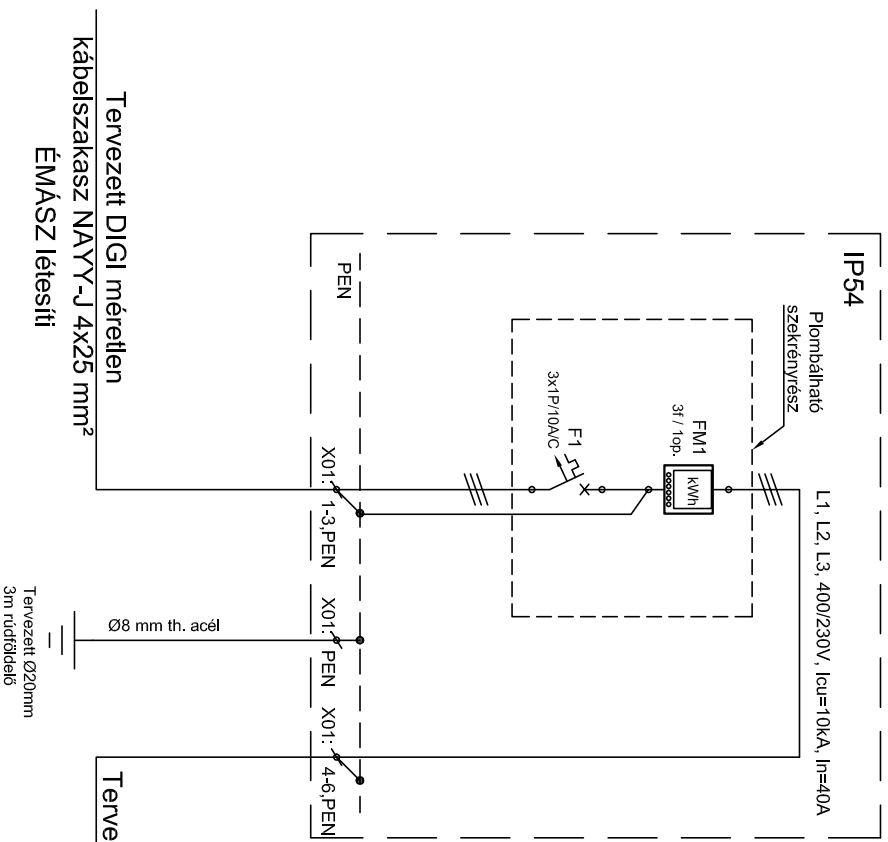 IP54
Plombálható
szekrényrész
L1, L2, L3, 400/230V, Icu=10kA, In=40A
FM1
3f / 1op.
kWh
F1
3x1P/10A/C
PEN
X01: 1-3,PEN
X01: PEN
X01: 4-6,PEN
Tervezett DIGI méretlen
kábelszakasz NAYY-J 4x25 mm²
ÉMÁSZ létesíti
Ø8 mm th. acél
Tervezett Ø20mm
3m rúdföldelő
Terve